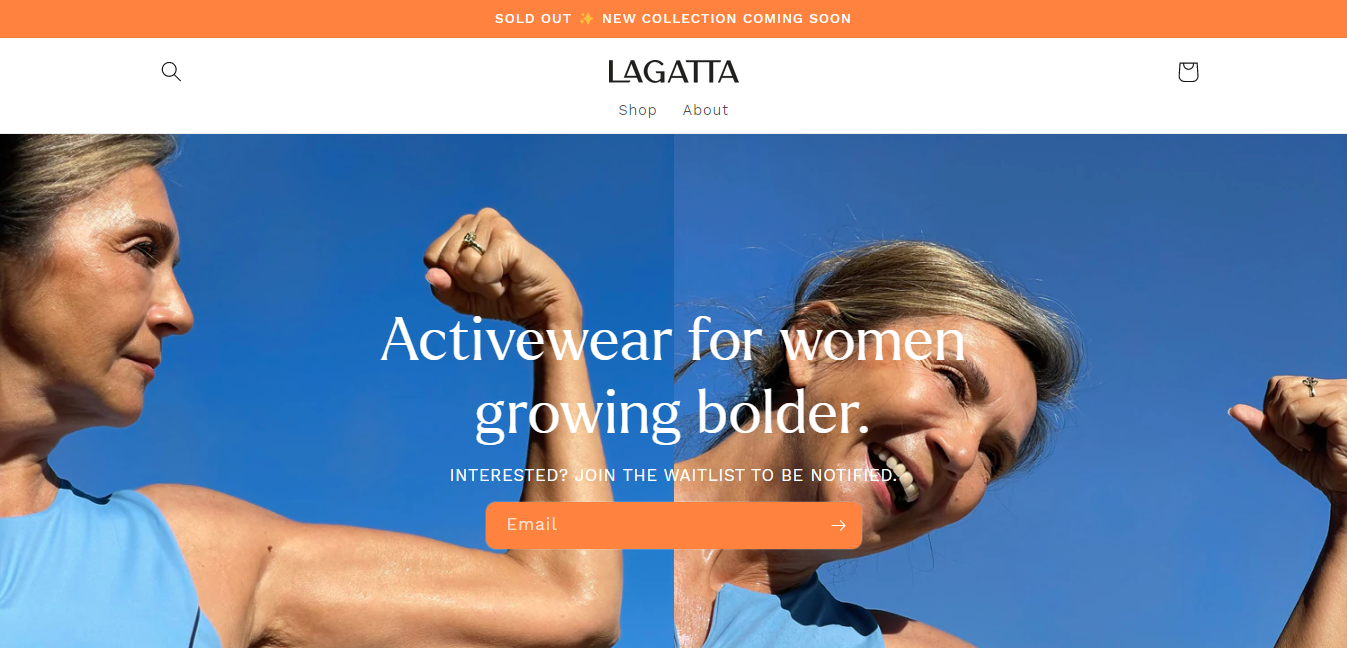 SOLD OUT ✨ NEW COLLECTION COMING SOON
LAGATTA
Shop About
Activewear for women
growing bolder.
INTERESTED? JOIN THE WAITLIST TO BE NOTIFIED.
Email